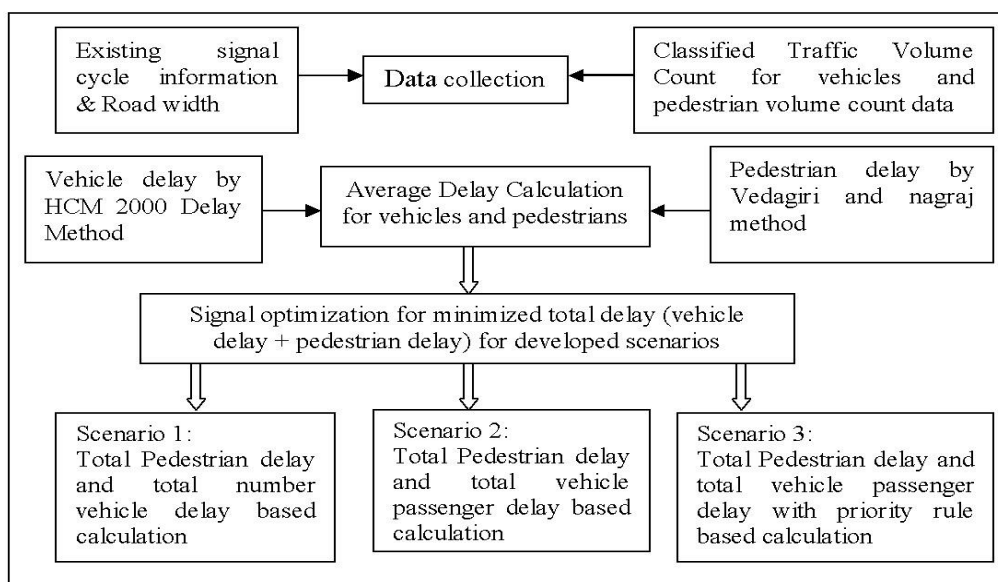 Existing signal
cycle information
& Road width
Data collection
Classified Traffic Volume
Count for vehicles and
pedestrian volume count data
Vehicle delay by
HCM 2000 Delay
Method
Average Delay Calculation
for vehicles and pedestrians
Pedestrian delay by
Vedagiri and nagraj
method
Signal optimization for minimized total delay (vehicle
delay + pedestrian delay) for developed scenarios
Scenario 1:
Total Pedestrian delay
and total number
vehicle delay based
calculation
Scenario 2:
Total Pedestrian delay
and total vehicle
passenger delay based
calculation
Scenario 3:
Total Pedestrian delay and
total vehicle passenger
delay with priority rule
based calculation